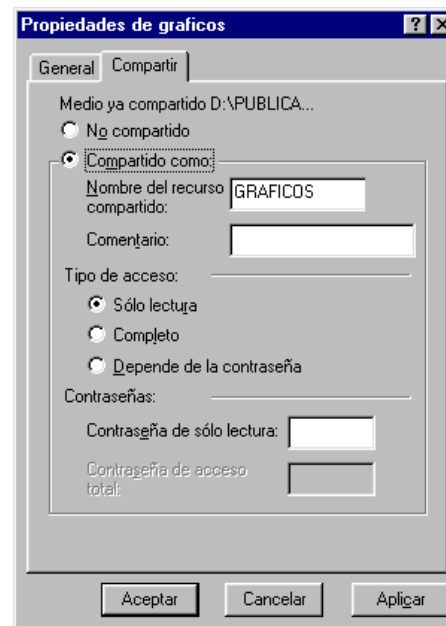 Propiedades de graficos
General Compartir
Medio ya compartido D:\PUBLICA...
No compartido
Compartido como:
Nombre del recurso compartido: GRAFICOS
Comentario:
Tipo de acceso:
Sólo lectura
Completo
Depende de la contraseña
Contraseñas:
Contraseña de sólo lectura:
Contraseña de acceso total:
Aceptar Cancelar Aplicar